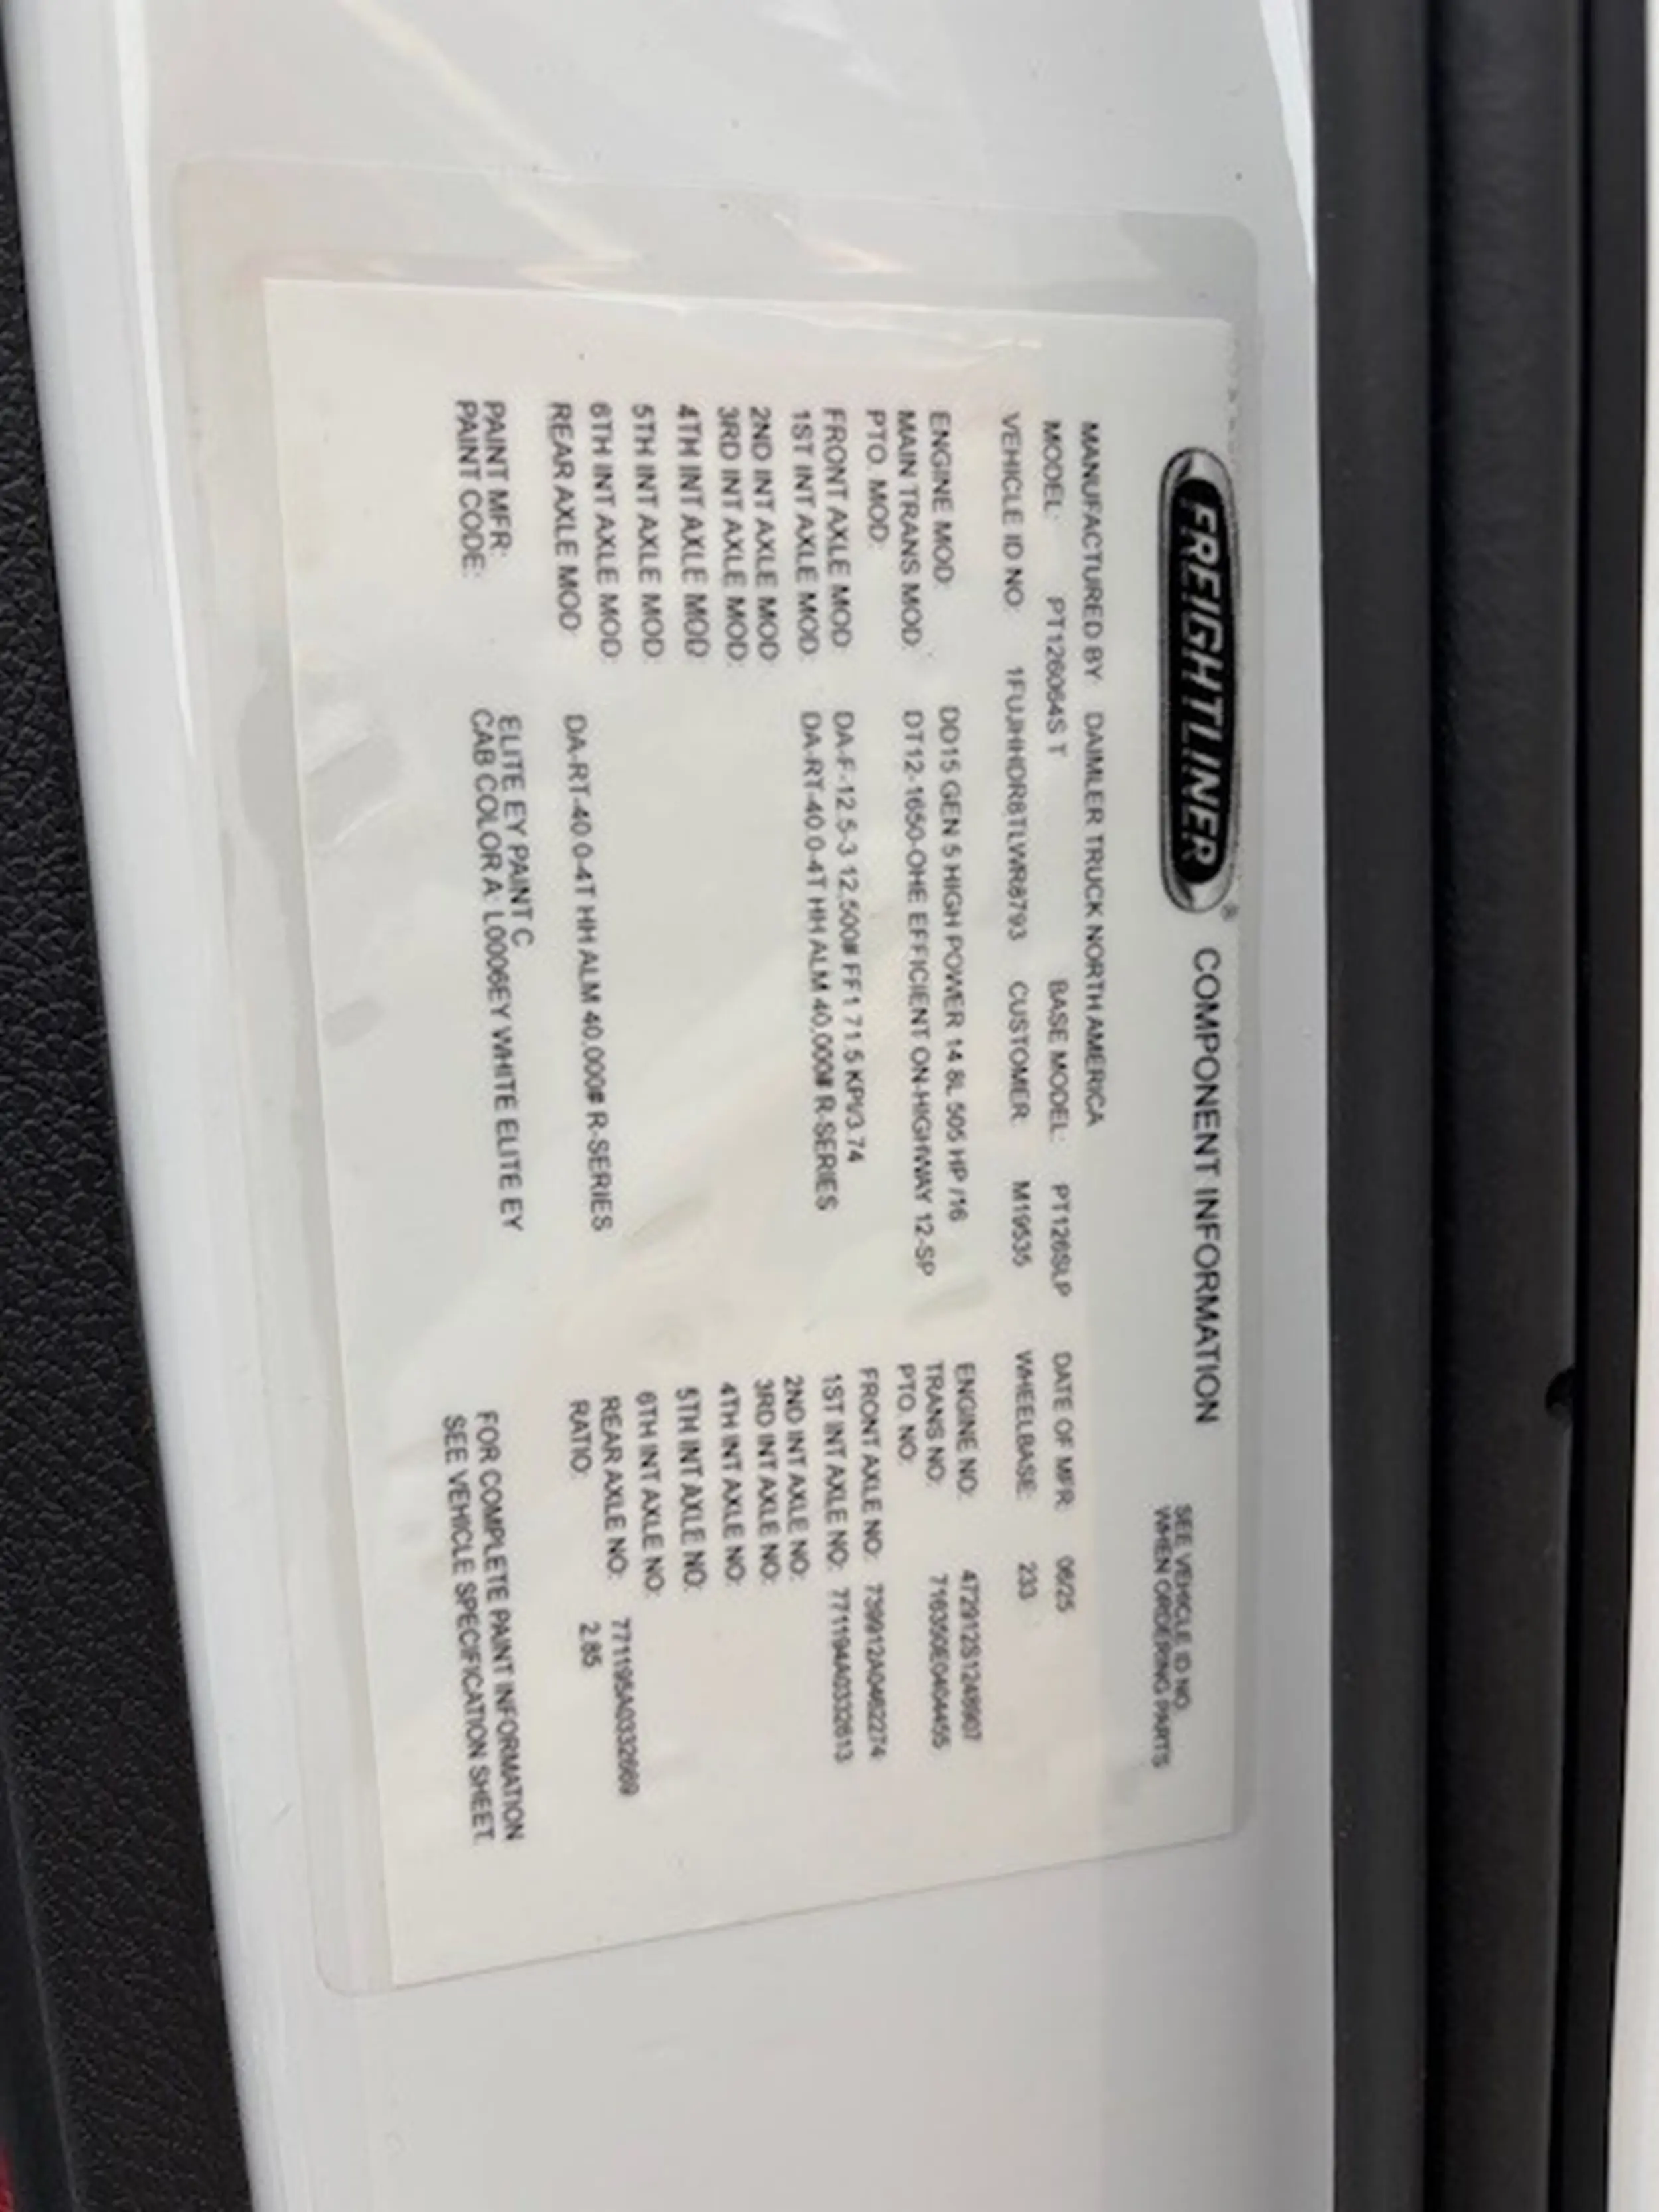 FREIGHTLINER® COMPONENT INFORMATION
SEE VEHICLE ID NO.
WHEN ORDERING PARTS
MANUFACTURED BY DAIMLER TRUCK NORTH AMERICA
MODEL: PT126064S T BASE MODEL: PT126SLP DATE OF MFR: 06/25
VEHICLE ID NO: CUSTOMER: M19535 WHEELBASE: 233
ENGINE MOD: DD15 GEN 5 HIGH POWER 14.8L 505 HP /16 ENGINE NO:
MAIN TRANS MOD: DT12-1650-OHE EFFICIENT ON-HIGHWAY 12-SP TRANS NO:
PTO. MOD: PTO. NO:
FRONT AXLE MOD: DA-F-12.5-3 12,500# FF1 71.5 KPI/3.74 FRONT AXLE NO:
1ST INT AXLE MOD: DA-RT-40.0-4T HH ALM 40,000# R-SERIES 1ST INT AXLE NO: 771194A0332613
2ND INT AXLE MOD: 2ND INT AXLE NO:
3RD INT AXLE MOD: 3RD INT AXLE NO:
4TH INT AXLE MOD: 4TH INT AXLE NO:
5TH INT AXLE MOD: 5TH INT AXLE NO:
6TH INT AXLE MOD: 6TH INT AXLE NO:
REAR AXLE MOD: DA-RT-40.0-4T HH ALM 40,000# R-SERIES REAR AXLE NO: 771195A0332669
RATIO: 2.85
PAINT MFR: ELITE EY PAINT C FOR COMPLETE PAINT INFORMATION
PAINT CODE: CAB COLOR A: L0006EY WHITE ELITE EY SEE VEHICLE SPECIFICATION SHEET.